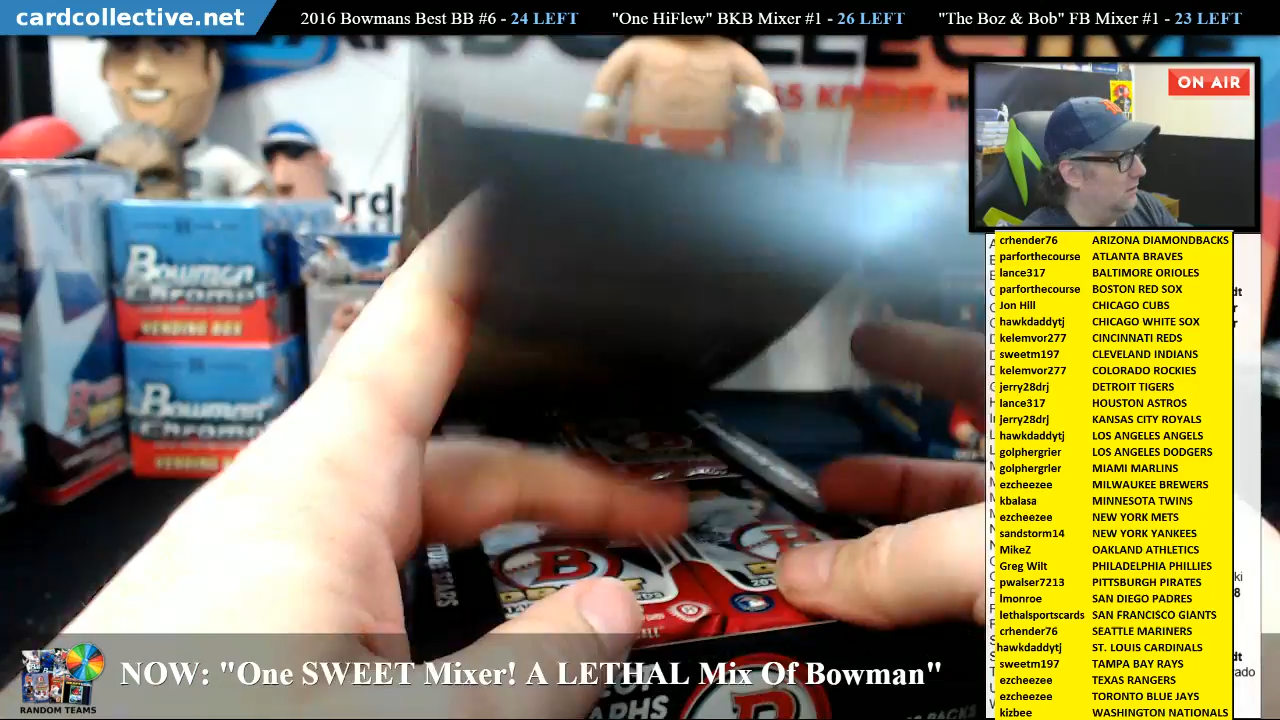 cardcollective.net
2016 Bowmans Best BB #6 - 24 LEFT
"One HiFlew" BKB Mixer #1 - 26 LEFT
"The Boz & Bob" FB Mixer #1 - 23 LEFT
ON AIR
Bowman
Chrome
VENDING BOX
Bowman
Chrome
VENDING BOX
crhender76 ARIZONA DIAMONDBACKS
parforthecourse ATLANTA BRAVES
lance317 BALTIMORE ORIOLES
parforthecourse BOSTON RED SOX
Jon Hill CHICAGO CUBS
hawkdaddytj CHICAGO WHITE SOX
kelemvor277 CINCINNATI REDS
sweetm197 CLEVELAND INDIANS
kelemvor277 COLORADO ROCKIES
jerry28drj DETROIT TIGERS
lance317 HOUSTON ASTROS
jerry28drj KANSAS CITY ROYALS
hawkdaddytj LOS ANGELES ANGELS
golphergrier LOS ANGELES DODGERS
golphergrier MIAMI MARLINS
ezcheezee MILWAUKEE BREWERS
kbalasa MINNESOTA TWINS
ezcheezee NEW YORK METS
sandstorm14 NEW YORK YANKEES
MikeZ OAKLAND ATHLETICS
Greg Wilt PHILADELPHIA PHILLIES
pwalser7213 PITTSBURGH PIRATES
lmonroe SAN DIEGO PADRES
lethalsportscards SAN FRANCISCO GIANTS
crhender76 SEATTLE MARINERS
hawkdaddytj ST. LOUIS CARDINALS
sweetm197 TAMPA BAY RAYS
ezcheezee TEXAS RANGERS
ezcheezee TORONTO BLUE JAYS
kizbee WASHINGTON NATIONALS
NOW: "One SWEET Mixer! A LETHAL Mix Of Bowman"
RANDOM TEAMS